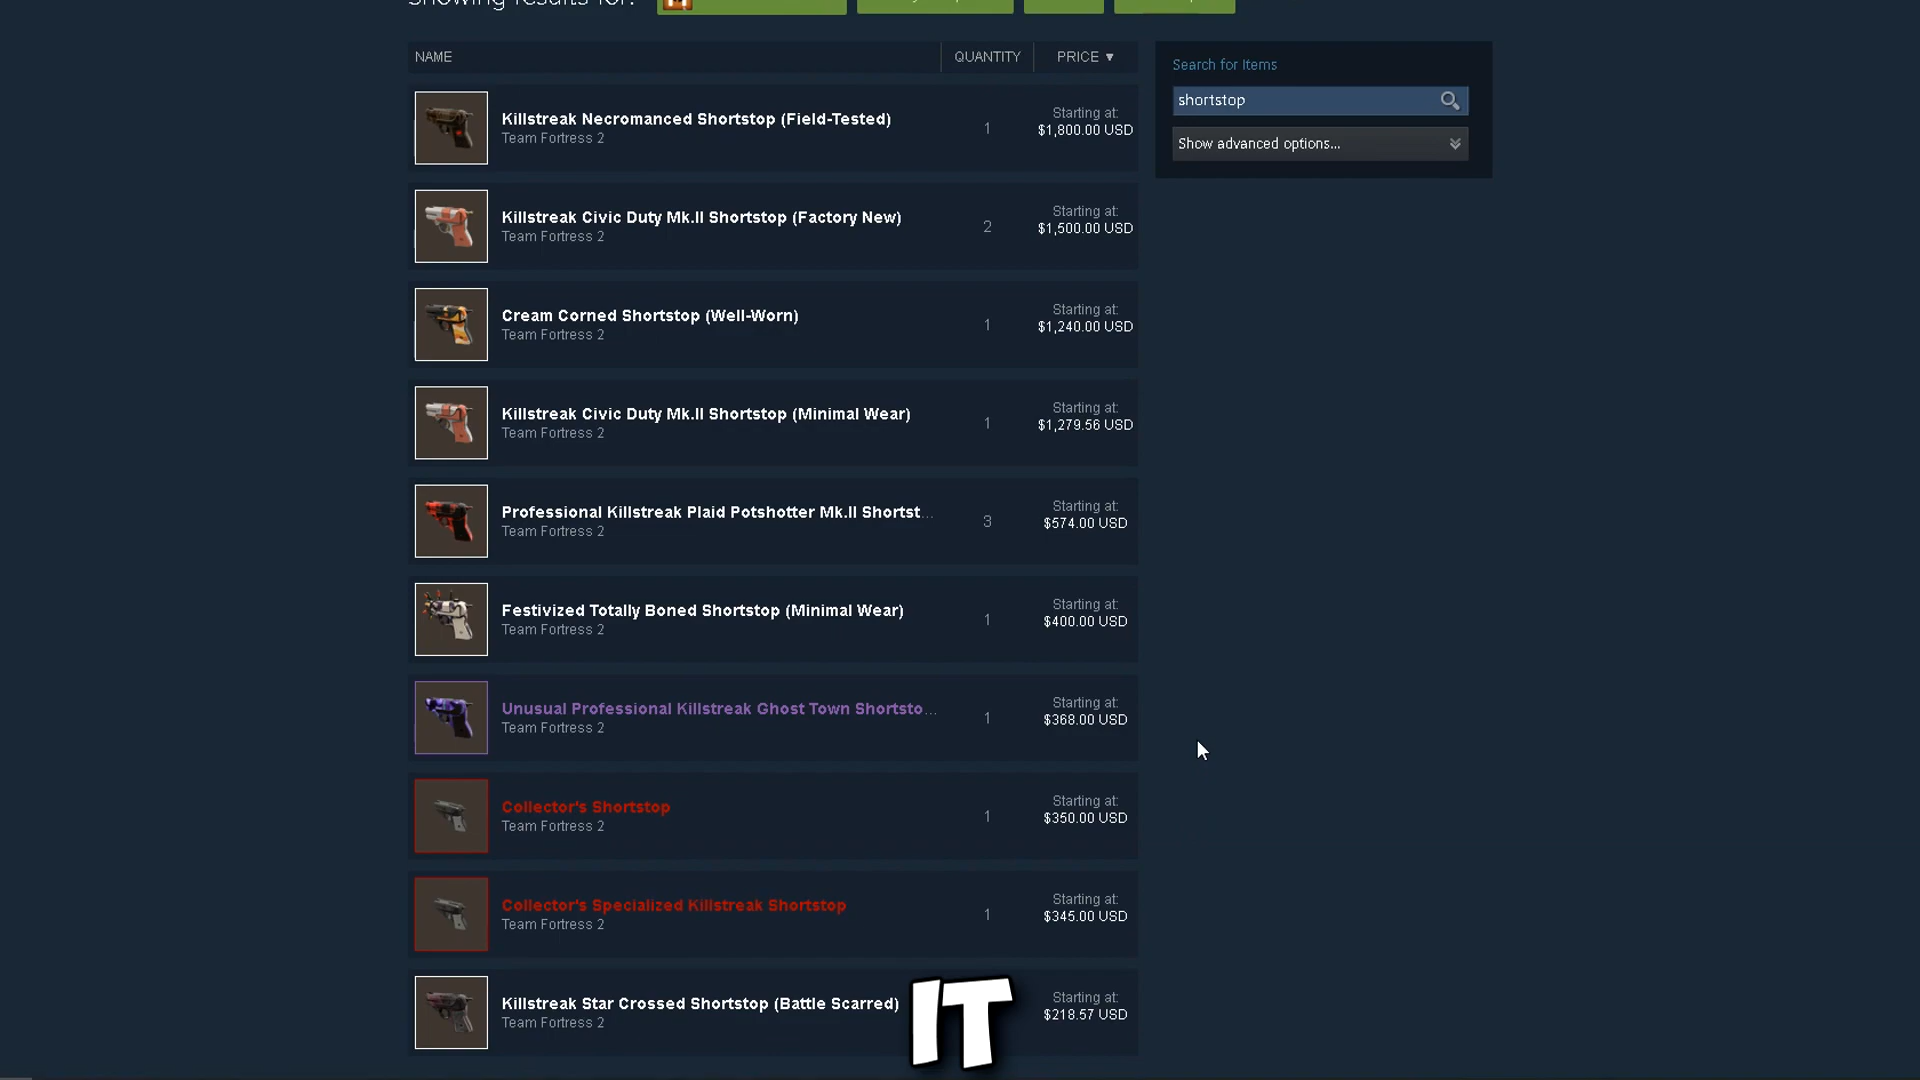 Showing results for:
NAME QUANTITY PRICE ▼
Killstreak Necromanced Shortstop (Field-Tested)
Team Fortress 2
1
Starting at:
$1,800.00 USD
Killstreak Civic Duty Mk.II Shortstop (Factory New)
Team Fortress 2
2
Starting at:
$1,500.00 USD
Cream Corned Shortstop (Well-Worn)
Team Fortress 2
1
Starting at:
$1,240.00 USD
Killstreak Civic Duty Mk.II Shortstop (Minimal Wear)
Team Fortress 2
1
Starting at:
$1,279.56 USD
Professional Killstreak Plaid Potshotter Mk.II Shortst...
Team Fortress 2
3
Starting at:
$574.00 USD
Festivized Totally Boned Shortstop (Minimal Wear)
Team Fortress 2
1
Starting at:
$400.00 USD
Unusual Professional Killstreak Ghost Town Shortsto...
Team Fortress 2
1
Starting at:
$368.00 USD
Collector's Shortstop
Team Fortress 2
1
Starting at:
$350.00 USD
Collector's Specialized Killstreak Shortstop
Team Fortress 2
1
Starting at:
$345.00 USD
Killstreak Star Crossed Shortstop (Battle Scarred)
Team Fortress 2
Starting at:
$218.57 USD
IT
Search for Items
shortstop
Show advanced options...